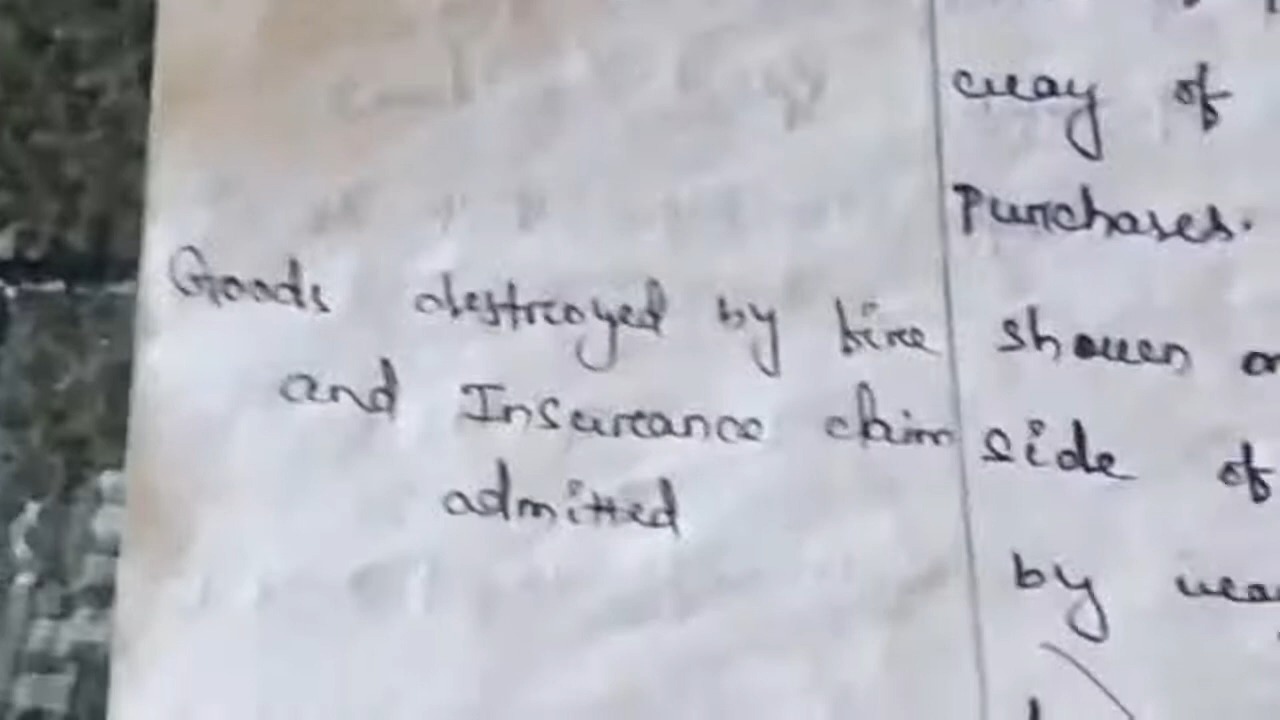 way of
Purchases.
Goods destroyed by fire shown
and Insurance claim side of
admitted
by